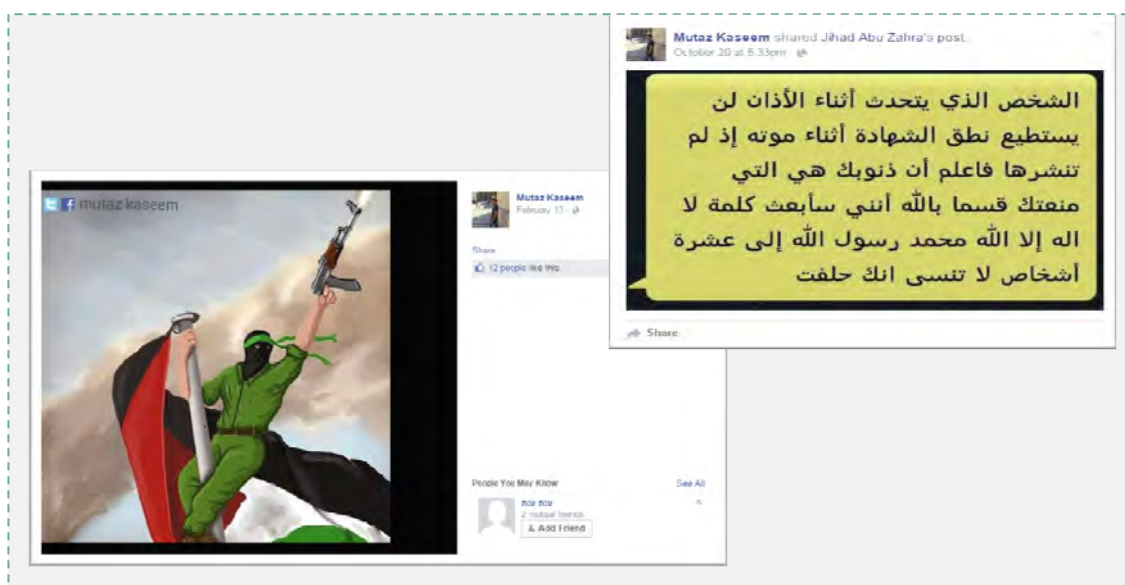 Mutaz Kaseem shared Jihad Abu Zahra's post.
October 20 at 5:33pm
الشخص الذي يتحدث أثناء الأذان لن
يستطيع نطق الشهادة أثناء موته إذ لم
تنشرها فاعلم أن ذنوبك هي التي
منعتك قسما بالله أنني سأبعث كلمة لا
اله إلا الله محمد رسول الله إلى عشرة
أشخاص لا تنسى انك حلفت
Share
mutaz kaseem
Mutaz Kaseem
February 13
Share
12 people like this.
People You May Know
See All
2 mutual friends
Add Friend